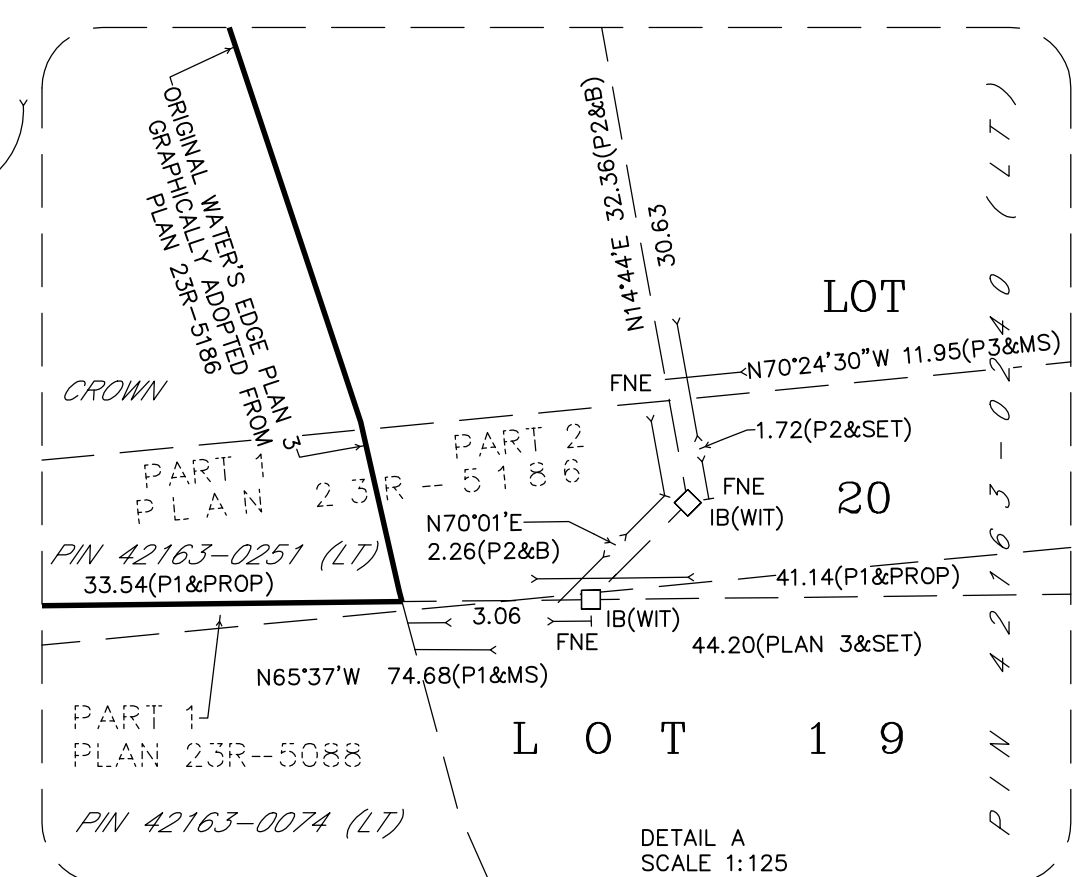 ORIGINAL WATER'S EDGE PLAN 3
GRAPHICALLY ADOPTED FROM
PLAN 23R-5186
N14°44'E 32.36(P2&B)
30.63
LOT
N70°24'30"W 11.95(P3&MS)
FNE
CROWN
1.72(P2&SET)
PART 1
PART 2
PLAN 23R--5186
FNE
IB(WIT)
20
N70°01'E
2.26(P2&B)
PIN 42163-0251 (LT)
33.54(P1&PROP)
41.14(P1&PROP)
3.06
IB(WIT)
FNE
44.20(PLAN 3&SET)
N65°37'W 74.68(P1&MS)
PART 1
PLAN 23R--5088
LOT 19
PIN 42163-0074 (LT)
PIN 42163-0240 (LT)
DETAIL A
SCALE 1:125